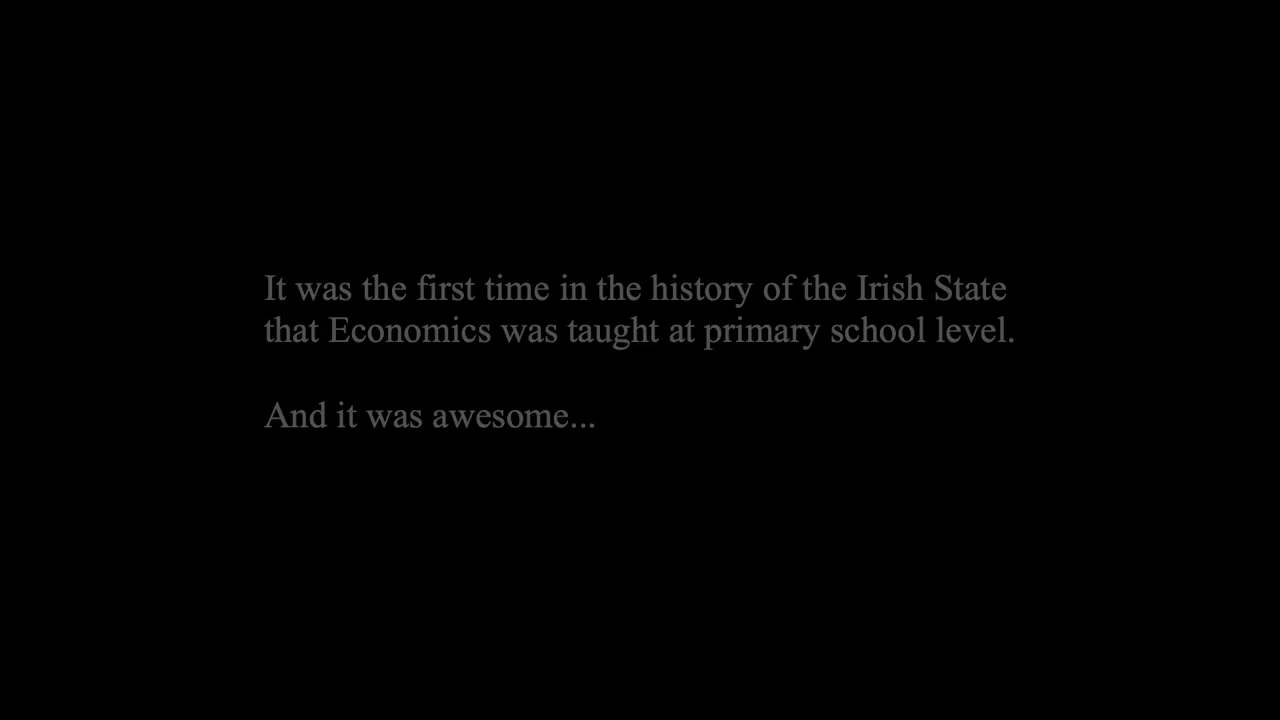 It was the first time in the history of the Irish State
that Economics was taught at primary school level.
And it was awesome...